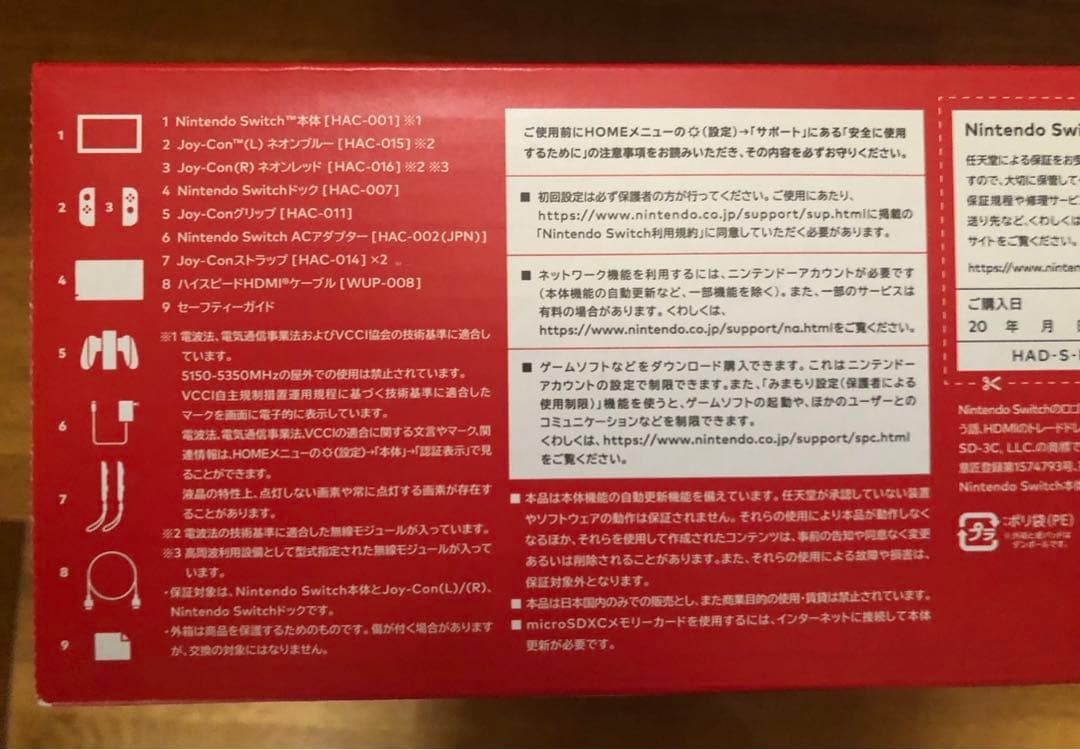 1
2 3
4
5
6
7
8
9
1 Nintendo Switch™本体 [HAC-001] ※1
2 Joy-Con™(L) ネオンブルー [HAC-015] ※2
3 Joy-Con(R) ネオンレッド [HAC-016] ※2 ※3
4 Nintendo Switchドック [HAC-007]
5 Joy-Conグリップ [HAC-011]
6 Nintendo Switch ACアダプター [HAC-002(JPN)]
7 Joy-Conストラップ [HAC-014] ×2
8 ハイスピードHDMI®ケーブル [WUP-008]
9 セーフティーガイド
※1 電波法、電気通信事業法およびVCCI協会の技術基準に適合し
ています。
5150-5350MHzの屋外での使用は禁止されています。
VCCI自主規制措置運用規程に基づく技術基準に適合した
マークを画面に電子的に表示しています。
電波法、電気通信事業法、VCCIの適合に関する文言やマーク、関
連情報は、HOMEメニューの(設定)→「本体」→「認証表示」で見
ることができます。
液晶の特性上、点灯しない画素や常に点灯する画素が存在す
ることがあります。
※2 電波法の技術基準に適合した無線モジュールが入っています。
※3 高周波利用設備として型式指定された無線モジュールが入って
います。
・保証対象は、Nintendo Switch本体とJoy-Con(L)/(R)、
Nintendo Switchドックです。
・外箱は商品を保護するためのものです。傷が付く場合があります
が、交換の対象にはなりません。
ご使用前にHOMEメニューの(設定)→「サポート」にある「安全に使用
するために」の注意事項をお読みいただき、その内容を必ずお守りください。
■ 初回設定は必ず保護者の方が行ってください。ご使用にあたり、
https://www.nintendo.co.jp/support/sup.htmlに掲載の
「Nintendo Switch利用規約」に同意していただく必要があります。
■ ネットワーク機能を利用するには、ニンテンドーアカウントが必要です
(本体機能の自動更新など、一部機能を除く)。また、一部のサービスは
有料の場合があります。くわしくは、
https://www.nintendo.co.jp/support/na.htmlをご覧ください。
■ ゲームソフトなどをダウンロード購入できます。これはニンテンドー
アカウントの設定で制限できます。また、「みまもり設定(保護者による
使用制限)」機能を使うと、ゲームソフトの起動や、ほかのユーザーとの
コミュニケーションなどを制限できます。
くわしくは、https://www.nintendo.co.jp/support/spc.html
をご覧ください。
■ 本品は本体機能の自動更新機能を備えています。任天堂が承認していない装置
やソフトウェアの動作は保証されません。それらの使用により本品が動作しなく
なるほか、それらを使用して作成されたコンテンツは、事前の告知や同意なく変更
あるいは削除されることがあります。また、それらの使用による故障や損害は、
保証対象外となります。
■ 本品は日本国内のみでの販売とし、また商業目的の使用・賃貸は禁止されています。
■ microSDXCメモリーカードを使用するには、インターネットに接続して本体
更新が必要です。
Nintendo Swi
任天堂による保証をお受
すので、大切に保管して
保証規程や修理サービ
送り先など、くわしくは
サイトをご覧ください。
https://www.ninten
ご購入日
20 年 月
HAD-S-
Nintendo Switchのロゴ
う語、HDMIのトレードドレ
SD-3C, LLC.の商標で
意匠登録第1574793号、
Nintendo Switch本体
プラ
:ポリ袋(PE)
※外箱と紙パッドは
ダンボールです。